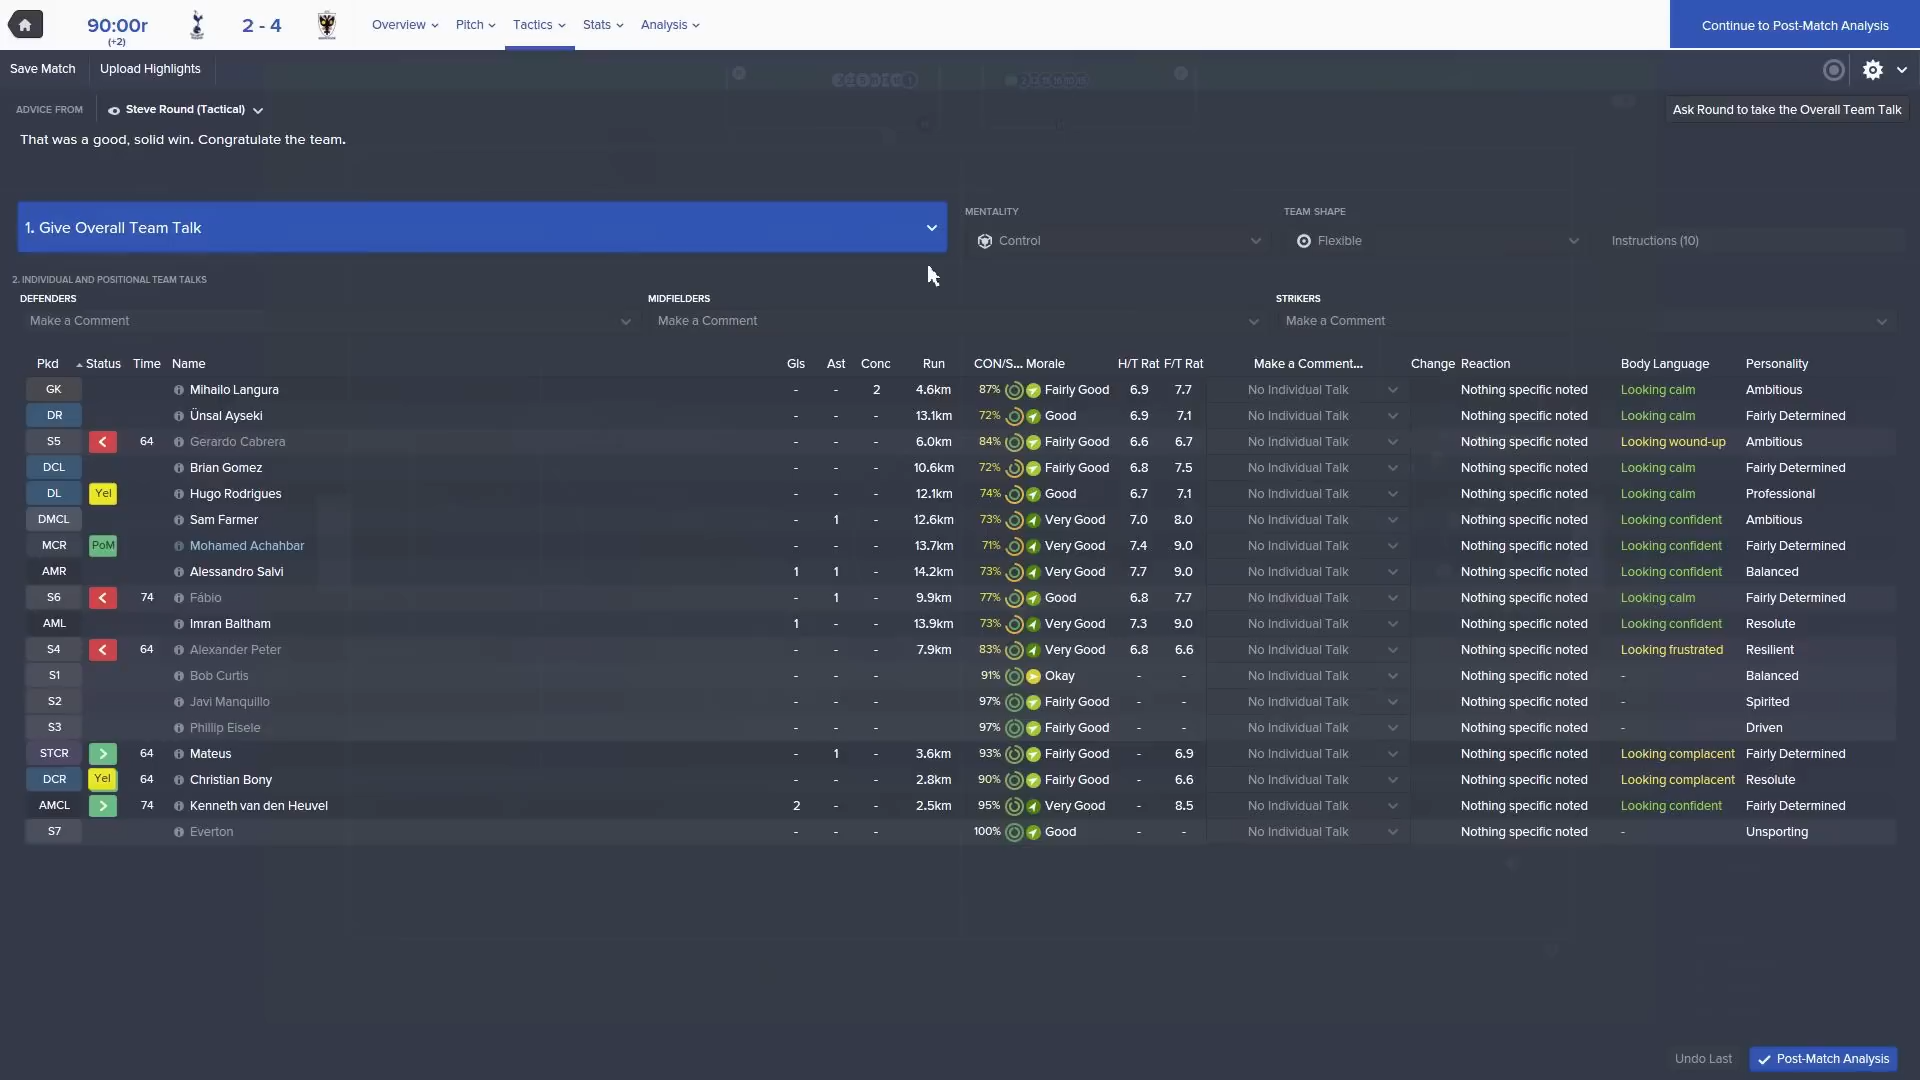 90:00r
(+2)
2 - 4
Overview
Pitch
Tactics
Stats
Analysis
Continue to Post-Match Analysis
Save Match
Upload Highlights
ADVICE FROM
Steve Round (Tactical)
Ask Round to take the Overall Team Talk
That was a good, solid win. Congratulate the team.
1. Give Overall Team Talk
MENTALITY
Control
TEAM SHAPE
Flexible
Instructions (10)
2. INDIVIDUAL AND POSITIONAL TEAM TALKS
DEFENDERS
Make a Comment
MIDFIELDERS
Make a Comment
STRIKERS
Make a Comment
Pkd Status Time Name Gls Ast Conc Run CON/S... Morale H/T Rat F/T Rat Make a Comment... Change Reaction Body Language Personality
GK Mihailo Langura - - 2 4.6km 87% Fairly Good 6.9 7.7 No Individual Talk Nothing specific noted Looking calm Ambitious
DR Ünsal Ayseki - - - 13.1km 72% Good 6.9 7.1 No Individual Talk Nothing specific noted Looking calm Fairly Determined
S5 64 Gerardo Cabrera - - - 6.0km 84% Fairly Good 6.6 6.7 No Individual Talk Nothing specific noted Looking wound-up Ambitious
DCL Brian Gomez - - - 10.6km 72% Fairly Good 6.8 7.5 No Individual Talk Nothing specific noted Looking calm Fairly Determined
DL Yel Hugo Rodrigues - - - 12.1km 74% Good 6.7 7.1 No Individual Talk Nothing specific noted Looking calm Professional
DMCL Sam Farmer - 1 - 12.6km 73% Very Good 7.0 8.0 No Individual Talk Nothing specific noted Looking confident Ambitious
MCR PoM Mohamed Achahbar - - - 13.7km 71% Very Good 7.4 9.0 No Individual Talk Nothing specific noted Looking confident Fairly Determined
AMR Alessandro Salvi 1 1 - 14.2km 73% Very Good 7.7 9.0 No Individual Talk Nothing specific noted Looking confident Balanced
S6 74 Fábio - 1 - 9.9km 77% Good 6.8 7.7 No Individual Talk Nothing specific noted Looking calm Fairly Determined
AML Imran Baltham 1 - - 13.9km 73% Very Good 7.3 9.0 No Individual Talk Nothing specific noted Looking confident Resolute
S4 64 Alexander Peter - - - 7.9km 83% Very Good 6.8 6.6 No Individual Talk Nothing specific noted Looking frustrated Resilient
S1 Bob Curtis - - - 91% Okay - - No Individual Talk Nothing specific noted - Balanced
S2 Javi Manquillo - - - 97% Fairly Good - - No Individual Talk Nothing specific noted - Spirited
S3 Phillip Eisele - - - 97% Fairly Good - - No Individual Talk Nothing specific noted - Driven
STCR 64 Mateus - 1 - 3.6km 93% Fairly Good - 6.9 No Individual Talk Nothing specific noted Looking complacent Fairly Determined
DCR Yel 64 Christian Bony - - - 2.8km 90% Fairly Good - 6.6 No Individual Talk Nothing specific noted Looking complacent Resolute
AMCL 74 Kenneth van den Heuvel 2 - - 2.5km 95% Very Good - 8.5 No Individual Talk Nothing specific noted Looking confident Fairly Determined
S7 Everton - - - 100% Good - - No Individual Talk Nothing specific noted - Unsporting
Undo Last
Post-Match Analysis